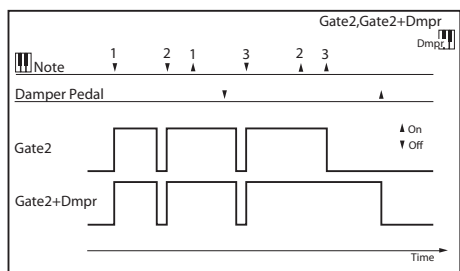 Gate2,Gate2+Dmpr
Dmpr
1 2 1 3 2 3
Note
Damper Pedal
On
Off
Gate2
Gate2+Dmpr
Time